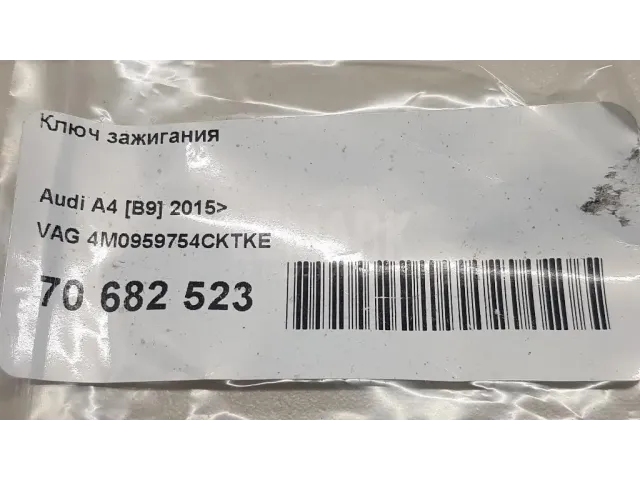 Ключ зажигания
Audi A4 [B9] 2015>
VAG 4M0959754CKTKE
70 682 523